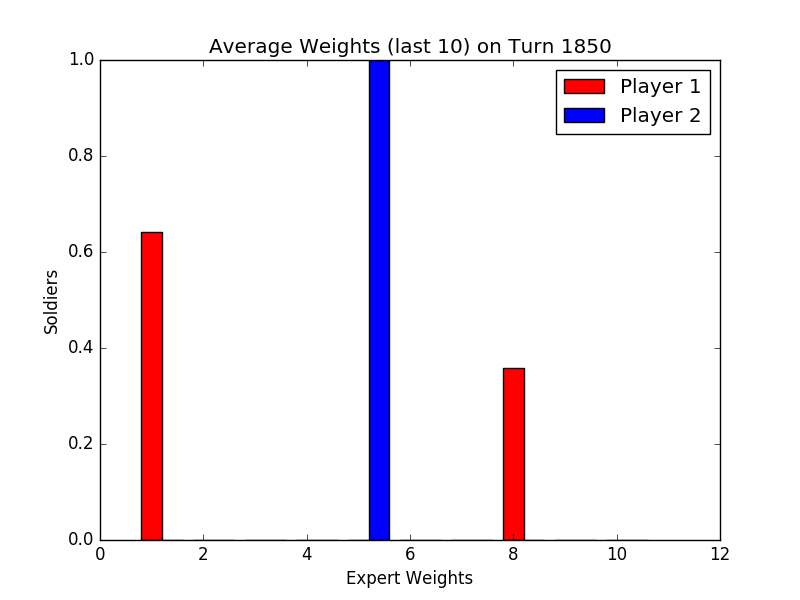 Average Weights (last 10) on Turn 1850
1.0
0.8
0.6
0.4
0.2
0.0
Soldiers
Player 1
Player 2
0 2 4 6 8 10 12
Expert Weights